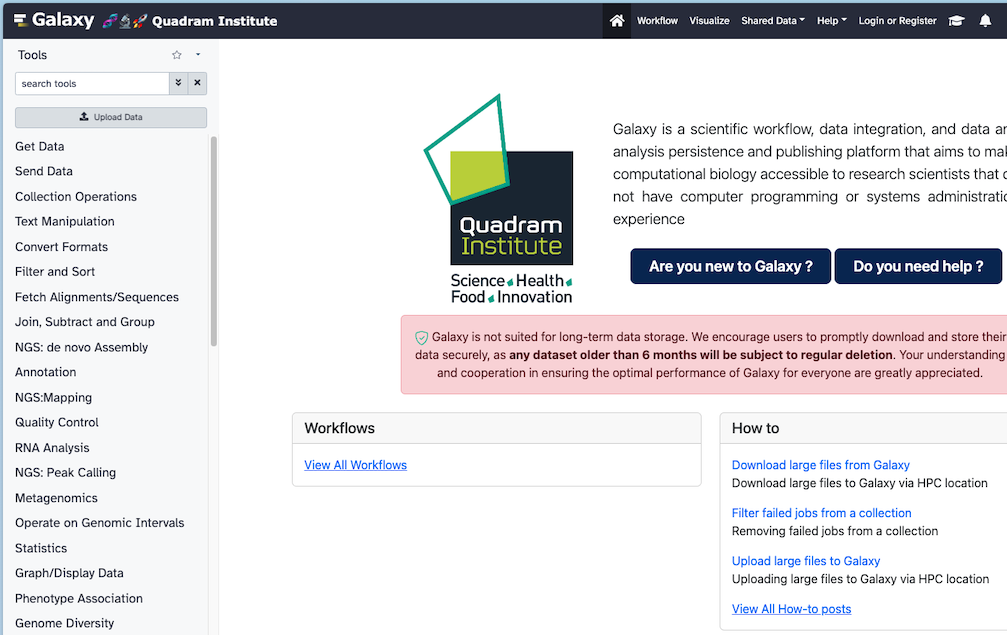 Galaxy Quadram Institute
Workflow Visualize Shared Data Help Login or Register
Tools
search tools
Upload Data
Get Data
Send Data
Collection Operations
Text Manipulation
Convert Formats
Filter and Sort
Fetch Alignments/Sequences
Join, Subtract and Group
NGS: de novo Assembly
Annotation
NGS:Mapping
Quality Control
RNA Analysis
NGS: Peak Calling
Metagenomics
Operate on Genomic Intervals
Statistics
Graph/Display Data
Phenotype Association
Genome Diversity
Quadram
Institute
Science Health
Food Innovation
Galaxy is a scientific workflow, data integration, and data
analysis persistence and publishing platform that aims to
computational biology accessible to research scientists that
not have computer programming or systems
experience
Are you new to Galaxy ?
Do you need help ?
Galaxy is not suited for long-term data storage. We encourage users to promptly download and store their
data securely, as any dataset older than 6 months will be subject to regular deletion. Your understanding
and cooperation in ensuring the optimal performance of Galaxy for everyone are greatly appreciated.
Workflows
View All Workflows
How to
Download large files from Galaxy
Download large files to Galaxy via HPC location
Filter failed jobs from a collection
Removing failed jobs from a collection
Upload large files to Galaxy
Uploading large files to Galaxy via HPC location
View All How-to posts